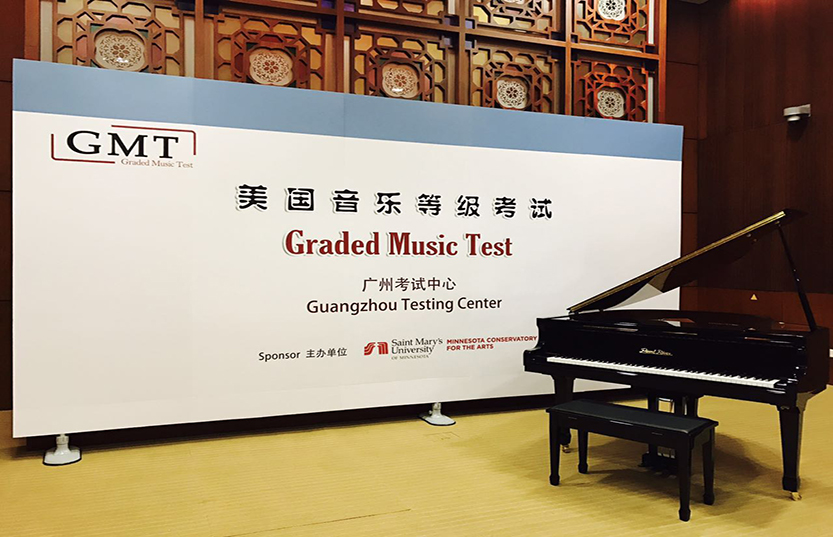 GMT
Graded Music Test
美国音乐等级考试
Graded Music Test
广州考试中心
Guangzhou Testing Center
Sponsor 主办单位
Saint Mary's
University
OF MINNESOTA
MINNESOTA CONSERVATORY
FOR THE ARTS
Pearl River